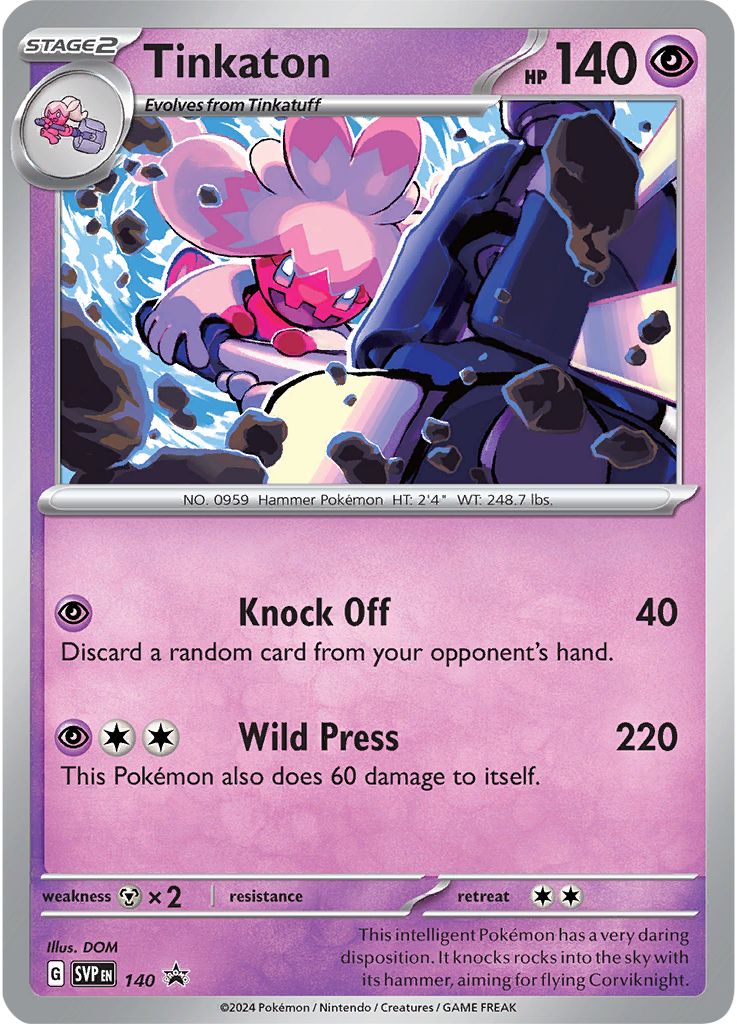 STAGE2
Tinkaton
HP 140
Evolves from Tinkatuff
NO. 0959 Hammer Pokémon HT: 2'4" WT: 248.7 lbs.
Knock Off 40
Discard a random card from your opponent's hand.
Wild Press 220
This Pokémon also does 60 damage to itself.
weakness ×2 resistance retreat
Illus. DOM
This intelligent Pokémon has a very daring
disposition. It knocks rocks into the sky with
its hammer, aiming for flying Corviknight.
G SVP EN 140
PROMO
©2024 Pokémon / Nintendo / Creatures / GAME FREAK